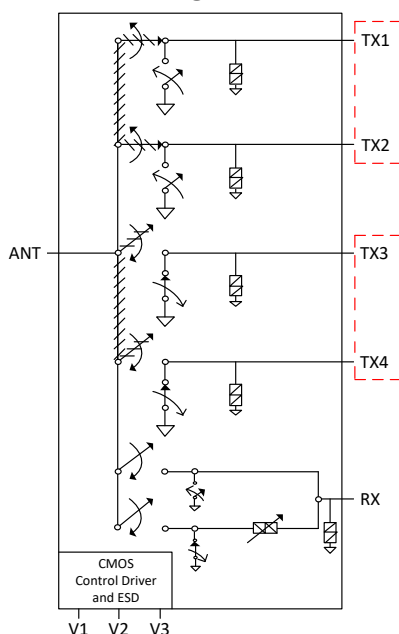 TX1
TX2
ANT
TX3
TX4
RX
CMOS
Control Driver
and ESD
V1 V2 V3